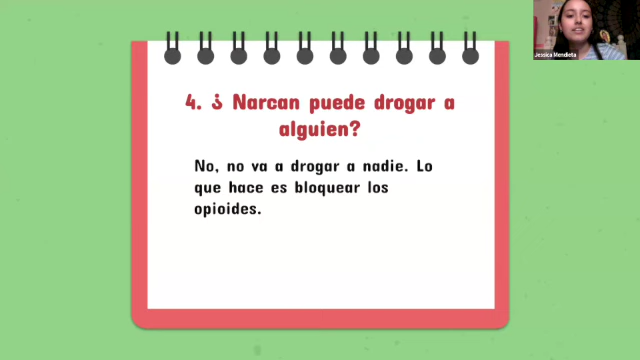 Jessica Mendieta
4. ¿ Narcan puede drogar a
alguien?
No, no va a drogar a nadie. Lo
que hace es bloquear los
opioides.